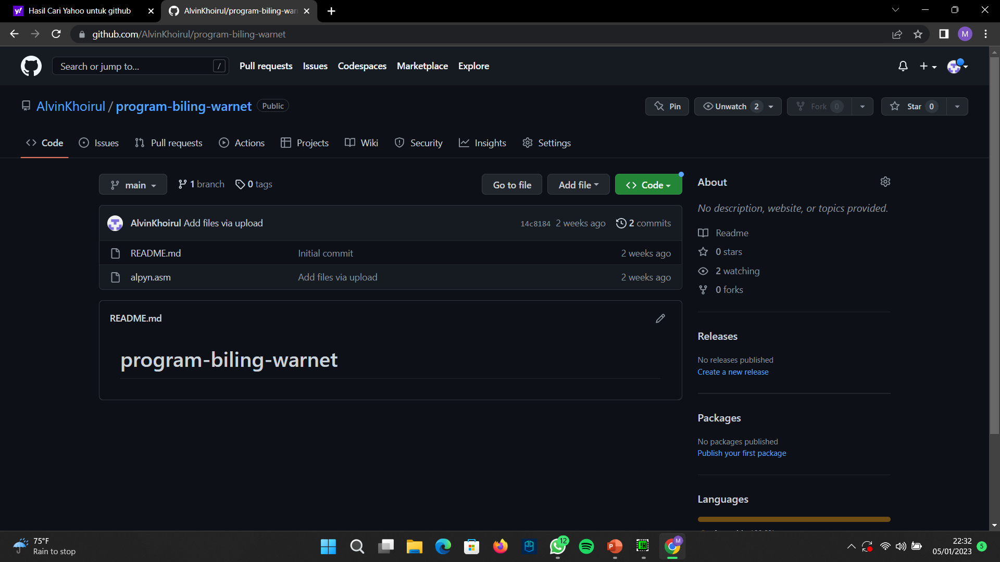 Hasil Cari Yahoo untuk github
AlvinKhoirul/program-biling-warn
github.com/AlvinKhoirul/program-biling-warnet
M
Search or jump to...
/
Pull requests
Issues
Codespaces
Marketplace
Explore
AlvinKhoirul / program-biling-warnet
Public
Pin
Unwatch 2
Fork 0
Star 0
Code
Issues
Pull requests
Actions
Projects
Wiki
Security
Insights
Settings
main
1 branch
0 tags
Go to file
Add file
Code
AlvinKhoirul Add files via upload
14c8184 2 weeks ago
2 commits
README.md
Initial commit
2 weeks ago
alpyn.asm
Add files via upload
2 weeks ago
README.md
program-biling-warnet
About
No description, website, or topics provided.
Readme
0 stars
2 watching
0 forks
Releases
No releases published
Create a new release
Packages
No packages published
Publish your first package
Languages
75°F
Rain to stop
12
M
22:32
05/01/2023
5